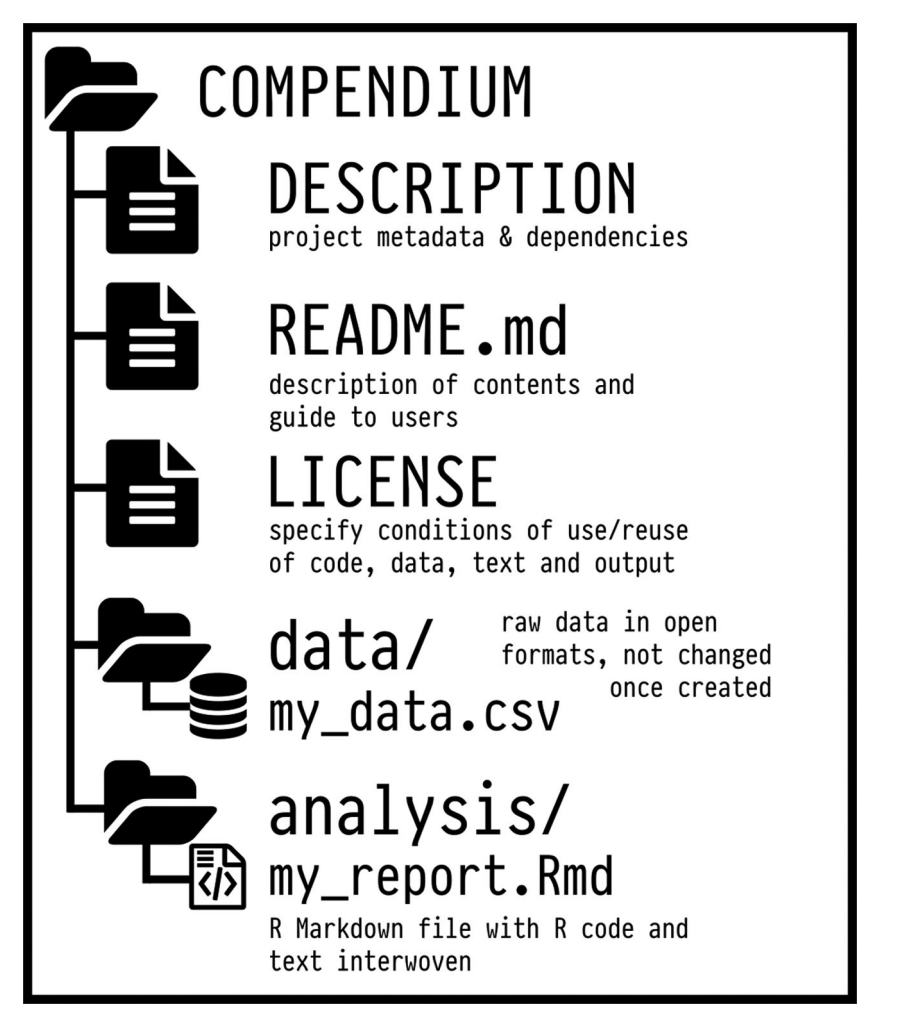 COMPENDIUM
DESCRIPTION
project metadata & dependencies
README.md
description of contents and
guide to users
LICENSE
specify conditions of use/reuse
of code, data, text and output
data/
raw data in open
formats, not changed
once created
my_data.csv
analysis/
my_report.Rmd
R Markdown file with R code and
text interwoven